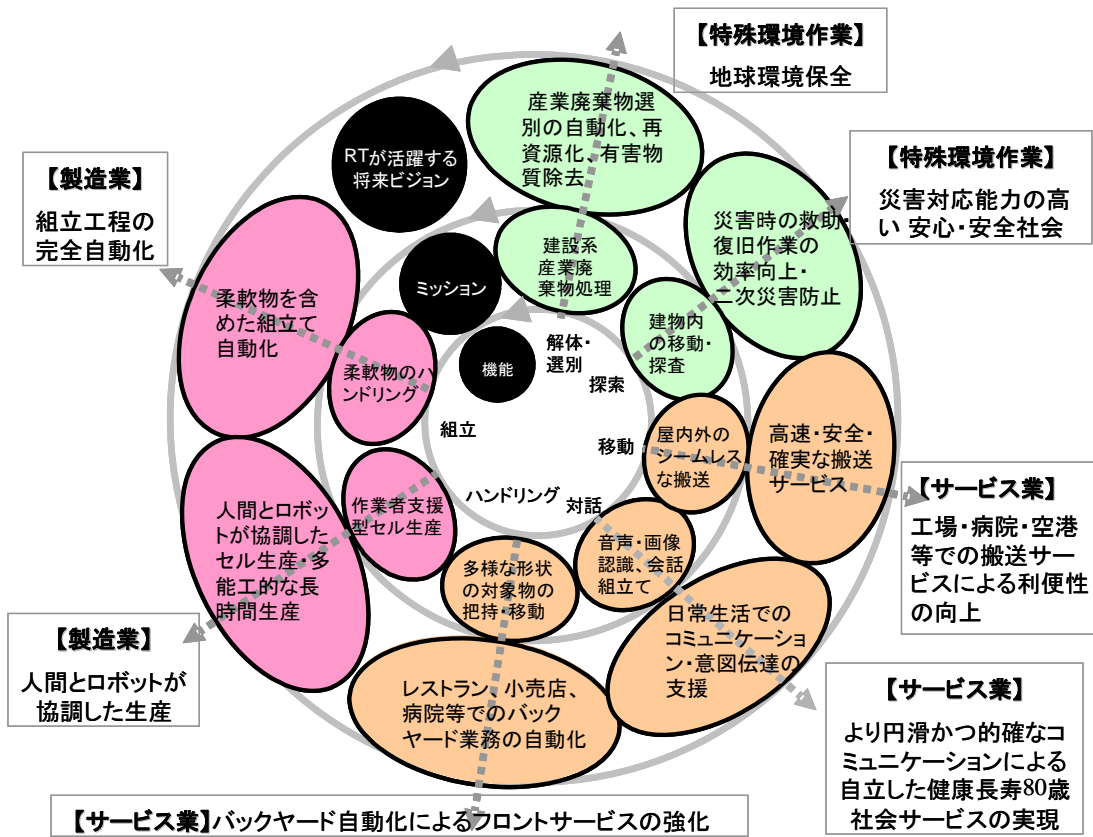 【特殊環境作業】
地球環境保全
【特殊環境作業】
災害対応能力の高
い 安心・安全社会
【製造業】
組立工程の
完全自動化
RTが活躍する
将来ビジョン
ミッション
機能
産業廃棄物選
別の自動化、再
資源化、有害物
質除去
災害時の救助・
復旧作業の
効率向上・
二次災害防止
建設系
産業廃
棄物処理
建物内
の移動・
探査
柔軟物を含
めた組立て
自動化
柔軟物のハ
ンドリング
解体・
選別
探索
移動
組立
ハンドリング
対話
屋内外の
シームレス
な搬送
高速・安全・
確実な搬送
サービス
【サービス業】
工場・病院・空港
等での搬送サー
ビスによる利便性
の向上
人間とロボッ
トが協調した
セル生産・多
能工的な長
時間生産
作業者支援
型セル生産
多様な形状
の対象物の
把持・移動
音声・画像
認識、会話
組立て
日常生活での
コミュニケーショ
ン・意図伝達の
支援
【製造業】
人間とロボットが
協調した生産
レストラン、小売店、
病院等でのバック
ヤード業務の自動化
【サービス業】
より円滑かつ的確なコ
ミュニケーションによる
自立した健康長寿80歳
社会サービスの実現
【サービス業】バックヤード自動化によるフロントサービスの強化